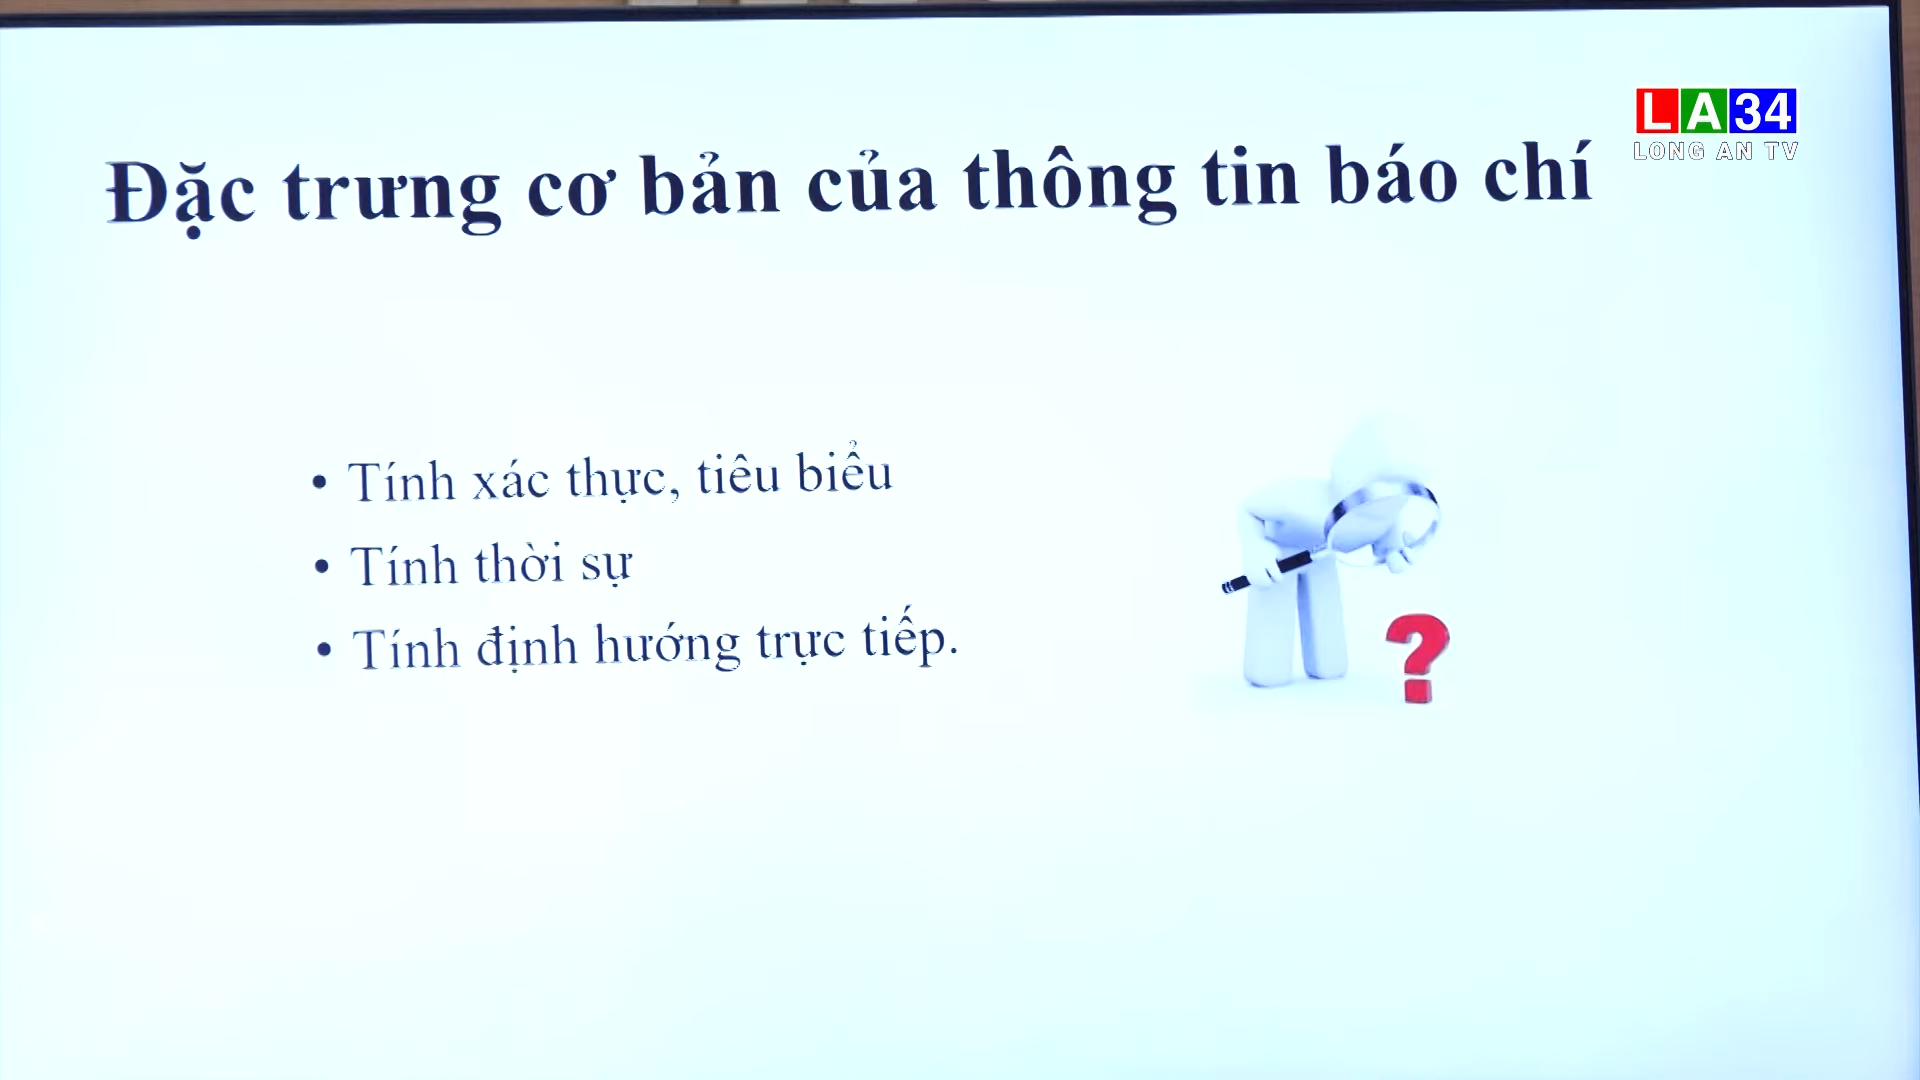 LA34
LONG AN TV
Đặc trưng cơ bản của thông tin báo chí
• Tính xác thực, tiêu biểu
• Tính thời sự
• Tính định hướng trực tiếp.
?